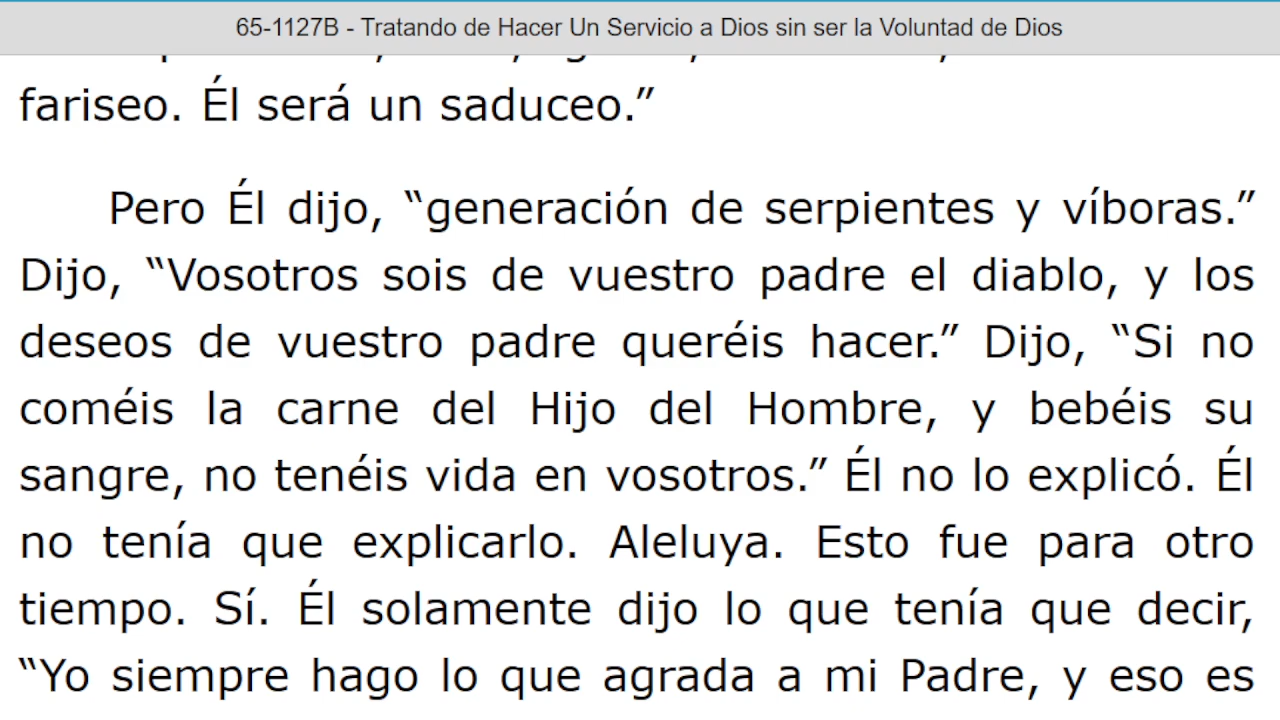 65-1127B - Tratando de Hacer Un Servicio a Dios sin ser la Voluntad de Dios
fariseo. Él será un saduceo.”
Pero Él dijo, “generación de serpientes y víboras.”
Dijo, “Vosotros sois de vuestro padre el diablo, y los
deseos de vuestro padre queréis hacer.” Dijo, “Si no
coméis la carne del Hijo del Hombre, y bebéis su
sangre, no tenéis vida en vosotros.” Él no lo explicó. Él
no tenía que explicarlo. Aleluya. Esto fue para otro
tiempo. Sí. Él solamente dijo lo que tenía que decir,
“Yo siempre hago lo que agrada a mi Padre, y eso es